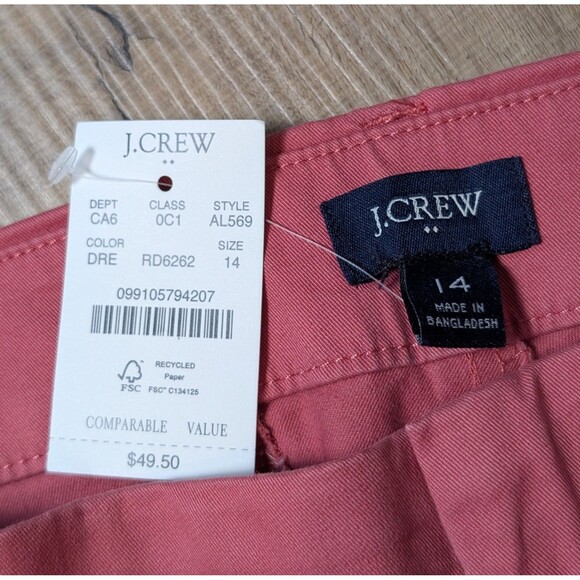 J.CREW
DEPT CLASS STYLE
CA6 0C1 AL569
COLOR SIZE
DRE RD6262 14
099105794207
FSC
RECYCLED
Paper
FSC® C134125
COMPARABLE VALUE
$49.50
J.CREW
14
MADE IN
BANGLADESH